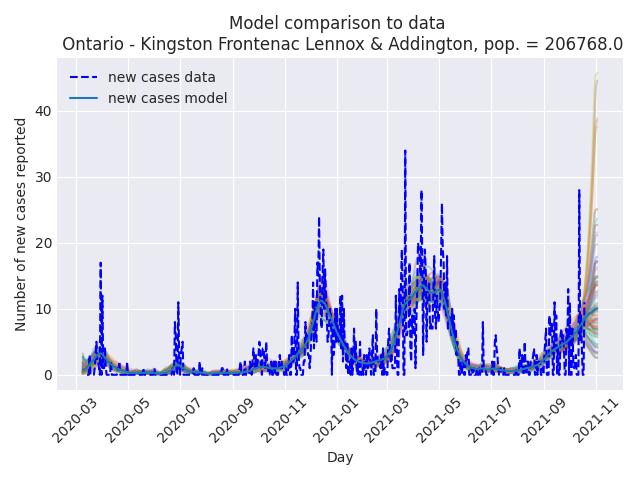 Model comparison to data
Ontario - Kingston Frontenac Lennox & Addington, pop. = 206768.0
new cases data
new cases model
Number of new cases reported
40
30
20
10
0
2020-03
2020-05
2020-07
2020-09
2020-11
2021-01
2021-03
2021-05
2021-07
2021-09
2021-11
Day